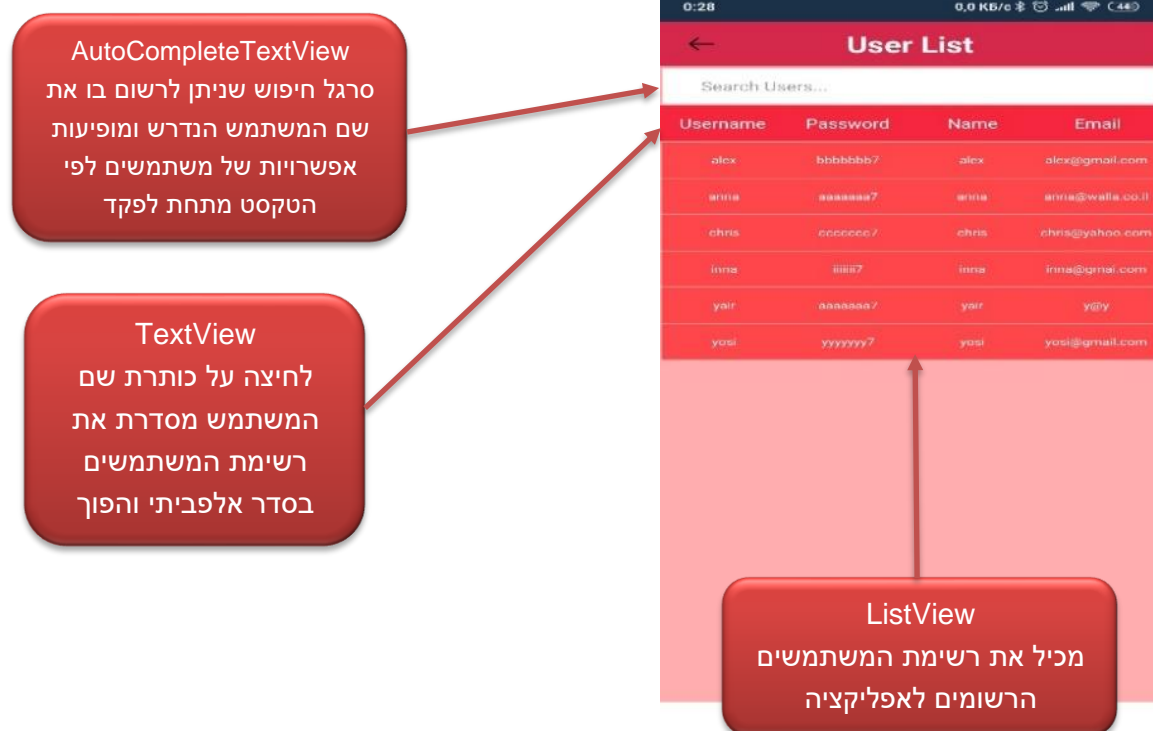 AutoCompleteTextView
סרגל חיפוש שניתן לרשום בו את
שם המשתמש הנדרש ומופיעות
אפשרויות של משתמשים לפי
הטקסט מתחת לפקד
TextView
לחיצה על כותרת שם
המשתמש מסדרת את
רשימת המשתמשים
בסדר אלפביתי והפוך
0:28 0,0 КБ/с 44
User List
Search Users...
Username Password Name Email
alex bbbbbbb7 alex alex@gmail.com
anna aaaaaaa7 anna anna@walla.co.il
chris ccccccc7 chris chris@yahoo.com
inna inna
yair aaaaaaa7 yair y@y
yosi yyyyyyy7 yosi yosi@gmail.com
ListView
מכיל את רשימת המשתמשים
הרשומים לאפליקציה